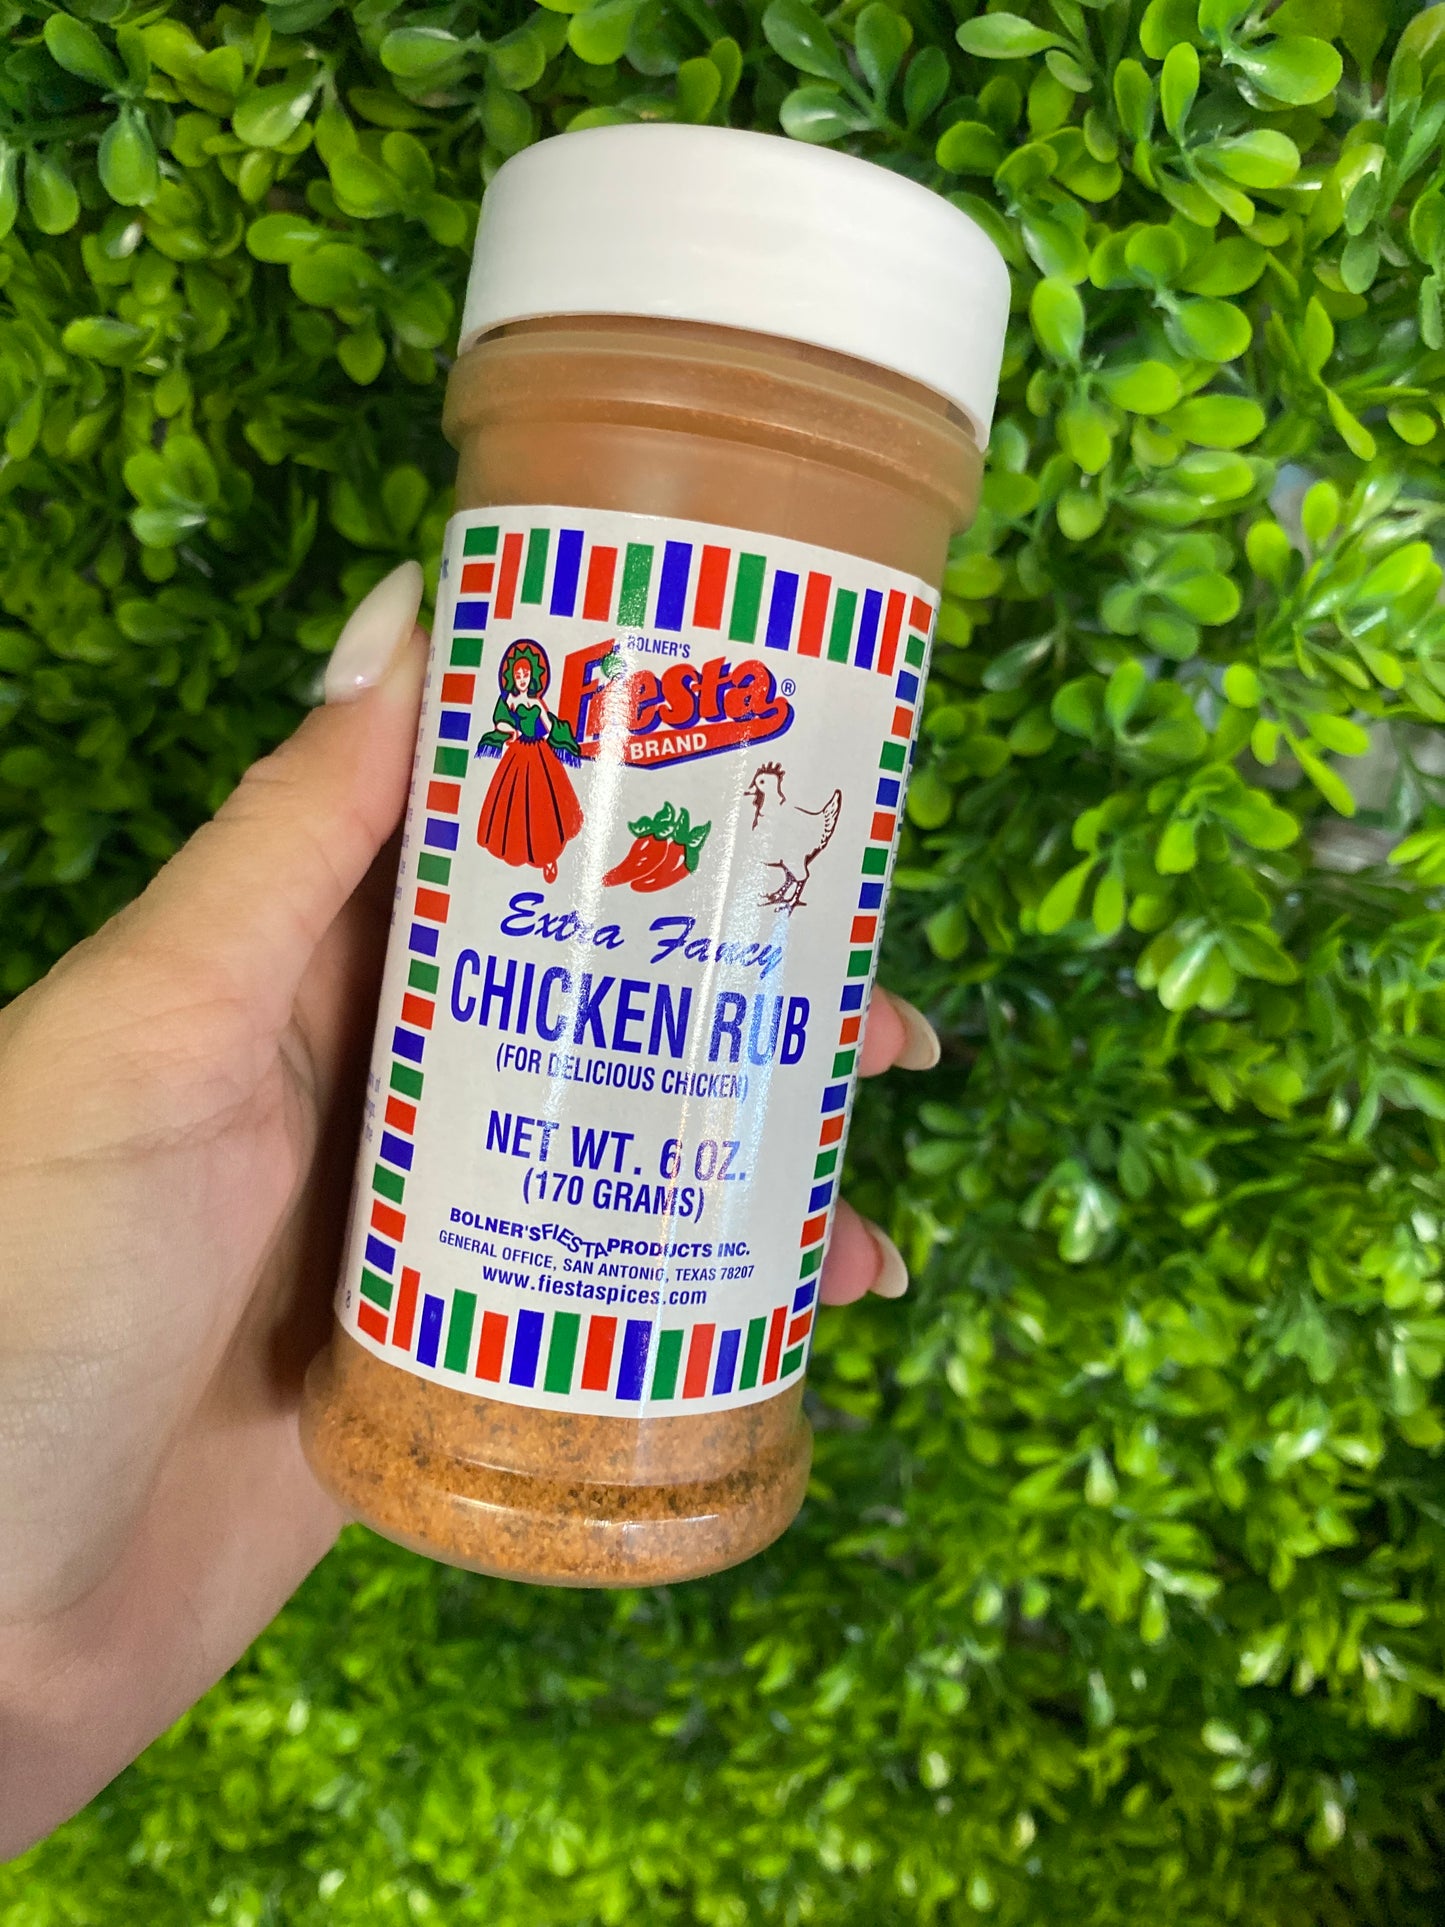 BOLNER'S
Fiesta®
BRAND
Extra Fancy
CHICKEN RUB
(FOR DELICIOUS CHICKEN)
NET WT. 6 OZ.
(170 GRAMS)
BOLNER'S FIESTA PRODUCTS INC.
GENERAL OFFICE, SAN ANTONIO, TEXAS 78207
www.fiestaspices.com